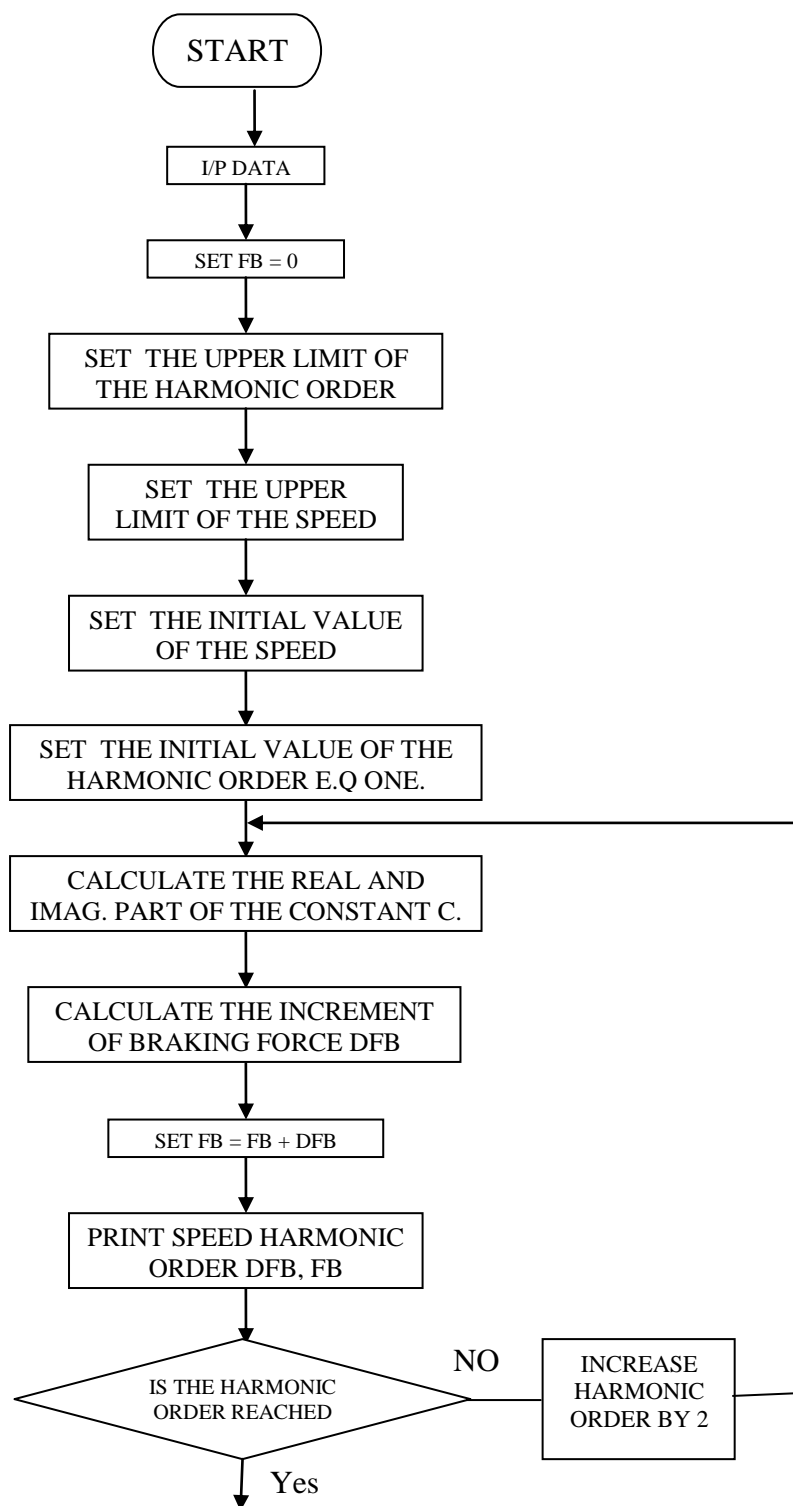 START
I/P DATA
SET FB = 0
SET THE UPPER LIMIT OF
THE HARMONIC ORDER
SET THE UPPER
LIMIT OF THE SPEED
SET THE INITIAL VALUE
OF THE SPEED
SET THE INITIAL VALUE OF THE
HARMONIC ORDER E.Q ONE.
CALCULATE THE REAL AND
IMAG. PART OF THE CONSTANT C.
CALCULATE THE INCREMENT
OF BRAKING FORCE DFB
SET FB = FB + DFB
PRINT SPEED HARMONIC
ORDER DFB, FB
IS THE HARMONIC
ORDER REACHED
NO
INCREASE
HARMONIC
ORDER BY 2
Yes